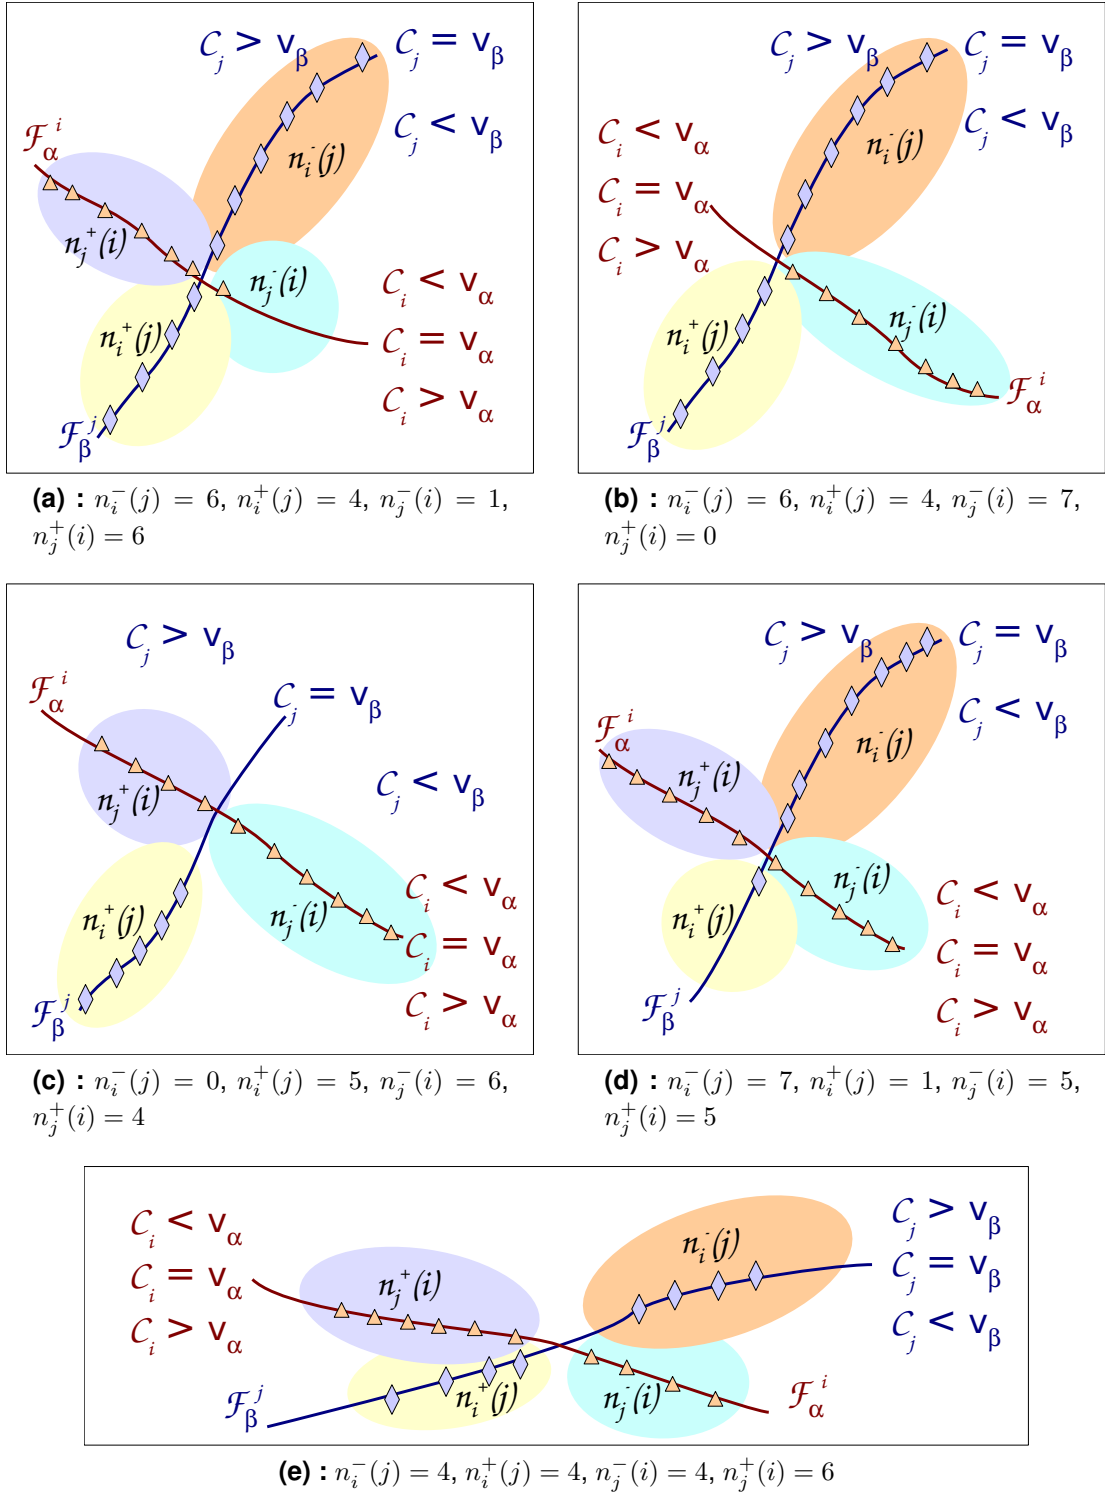 C_j > v_β C_j = v_β
C_j < v_β
F_α^i
n_i^-(j)
n_j^+(i)
n_j^-(i)
C_i < v_α
n_i^+(j)
C_i = v_α
C_i > v_α
F_β^j
(a) : n_i^-(j) = 6, n_i^+(j) = 4, n_j^-(i) = 1,
n_j^+(i) = 6
C_j > v_β C_j = v_β
C_i < v_α
C_j < v_β
n_i^-(j)
C_i = v_α
C_i > v_α
n_i^+(j)
n_j^-(i)
F_α^i
F_β^j
(b) : n_i^-(j) = 6, n_i^+(j) = 4, n_j^-(i) = 7,
n_j^+(i) = 0
C_j > v_β
F_α^i
C_j = v_β
C_j < v_β
n_j^+(i)
C_i < v_α
n_i^+(j)
n_j^-(i)
C_i = v_α
C_i > v_α
F_β^j
(c) : n_i^-(j) = 0, n_i^+(j) = 5, n_j^-(i) = 6,
n_j^+(i) = 4
C_j > v_β C_j = v_β
C_j < v_β
F_α^i
n_i^-(j)
n_j^+(i)
n_j^-(i)
C_i < v_α
n_i^+(j)
C_i = v_α
F_β^j
C_i > v_α
(d) : n_i^-(j) = 7, n_i^+(j) = 1, n_j^-(i) = 5,
n_j^+(i) = 5
C_i < v_α
C_j > v_β
n_i^-(j)
C_i = v_α
n_j^+(i)
C_j = v_β
C_i > v_α
C_j < v_β
F_β^j
n_i^+(j)
n_j^-(i)
F_α^i
(e) : n_i^-(j) = 4, n_i^+(j) = 4, n_j^-(i) = 4, n_j^+(i) = 6